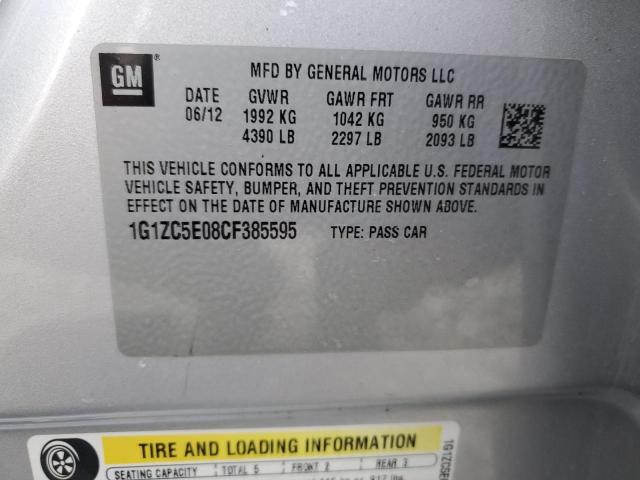 GM
®
MFD BY GENERAL MOTORS LLC
DATE GVWR GAWR FRT GAWR RR
06/12 1992 KG 1042 KG 950 KG
4390 LB 2297 LB 2093 LB
THIS VEHICLE CONFORMS TO ALL APPLICABLE U.S. FEDERAL MOTOR
VEHICLE SAFETY, BUMPER, AND THEFT PREVENTION STANDARDS IN
EFFECT ON THE DATE OF MANUFACTURE SHOWN ABOVE.
1G1ZC5E08CF385595 TYPE: PASS CAR
TIRE AND LOADING INFORMATION
SEATING CAPACITY TOTAL 5 FRONT 2 REAR 3